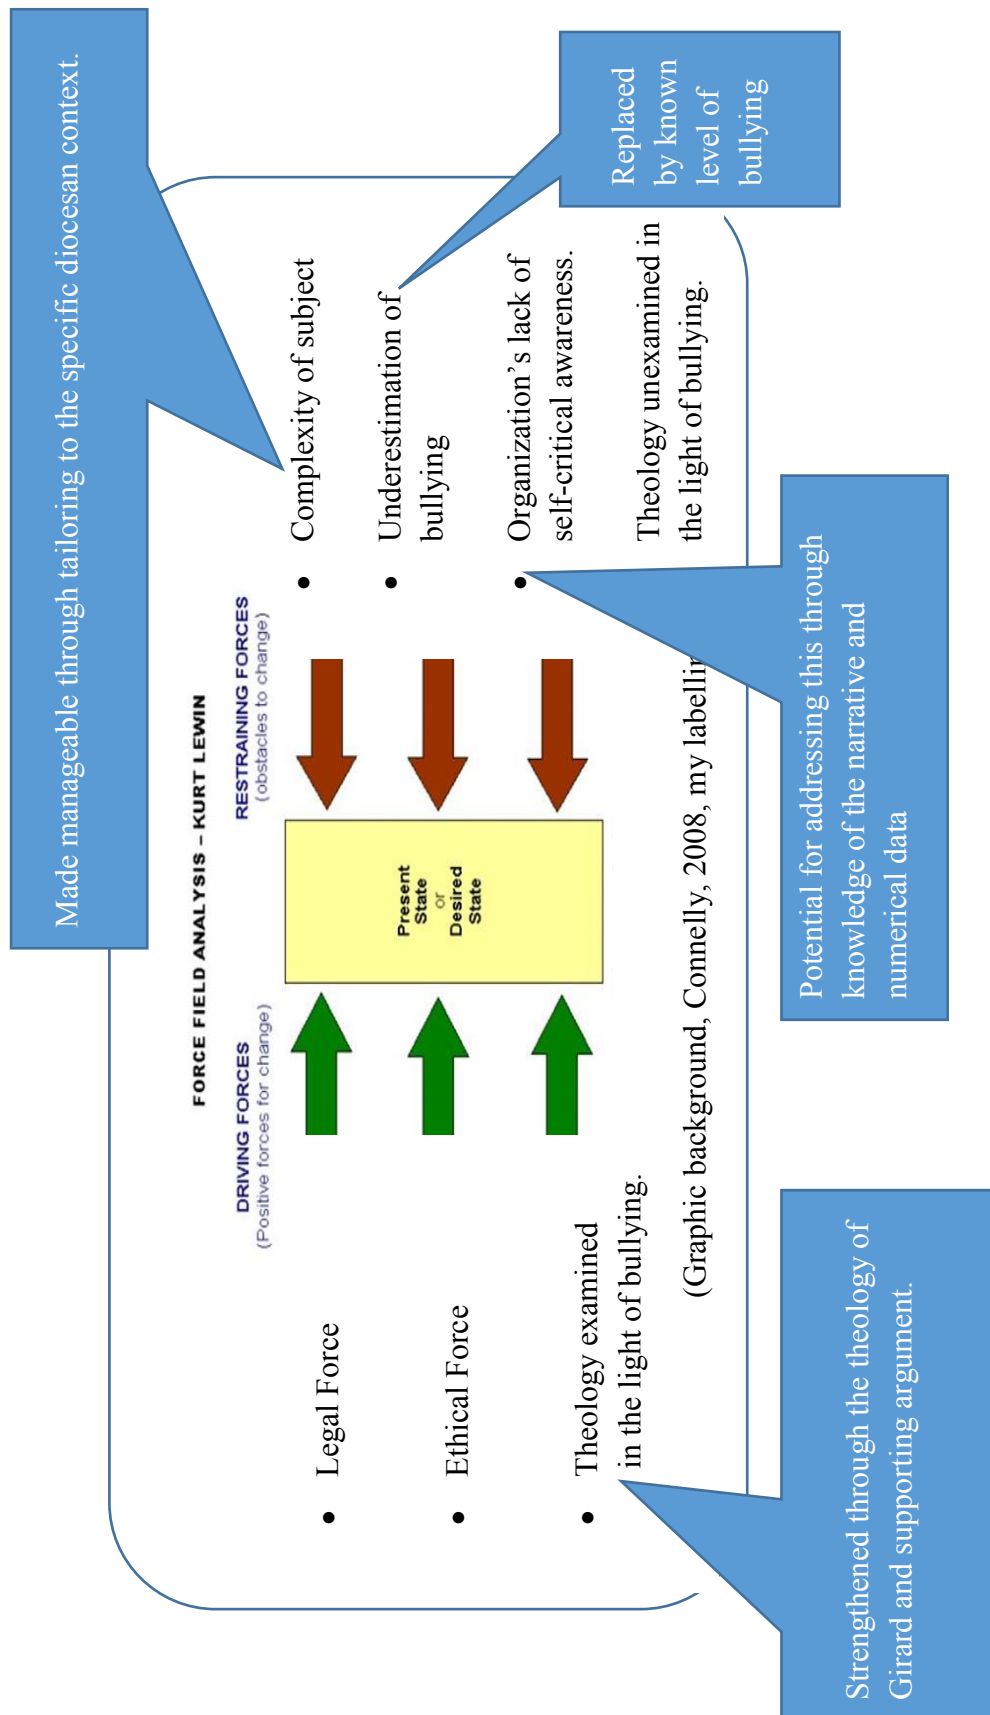 Made manageable through tailoring to the specific diocesan context.
FORCE FIELD ANALYSIS – KURT LEWIN
DRIVING FORCES
(Positive forces for change)
RESTRAINING FORCES
(obstacles to change)
• Legal Force
• Ethical Force
• Theology examined
in the light of bullying.
Present
State
or
Desired
State
• Complexity of subject
• Underestimation of
bullying
• Organization's lack of
self-critical awareness.
Theology unexamined in
the light of bullying.
Replaced
by known
level of
bullying
(Graphic background, Connelly, 2008, my
Strengthened through the theology of
Girard and supporting argument.
Potential for addressing this through
knowledge of the narrative and
numerical data